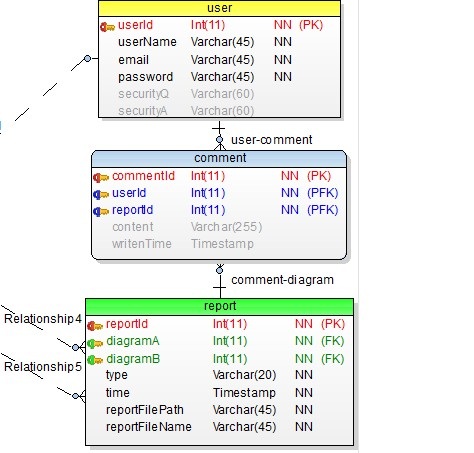 user
userId Int(11) NN (PK)
userName Varchar(45) NN
email Varchar(45) NN
password Varchar(45) NN
securityQ Varchar(60)
securityA Varchar(60)
user-comment
comment
commentId Int(11) NN (PK)
userId Int(11) NN (PFK)
reportId Int(11) NN (PFK)
content Varchar(255)
writenTime Timestamp
comment-diagram
report
Relationship4
reportId Int(11) NN (PK)
diagramA Int(11) NN (FK)
diagramB Int(11) NN (FK)
Relationship5
type Varchar(20) NN
time Timestamp NN
reportFilePath Varchar(45) NN
reportFileName Varchar(45) NN